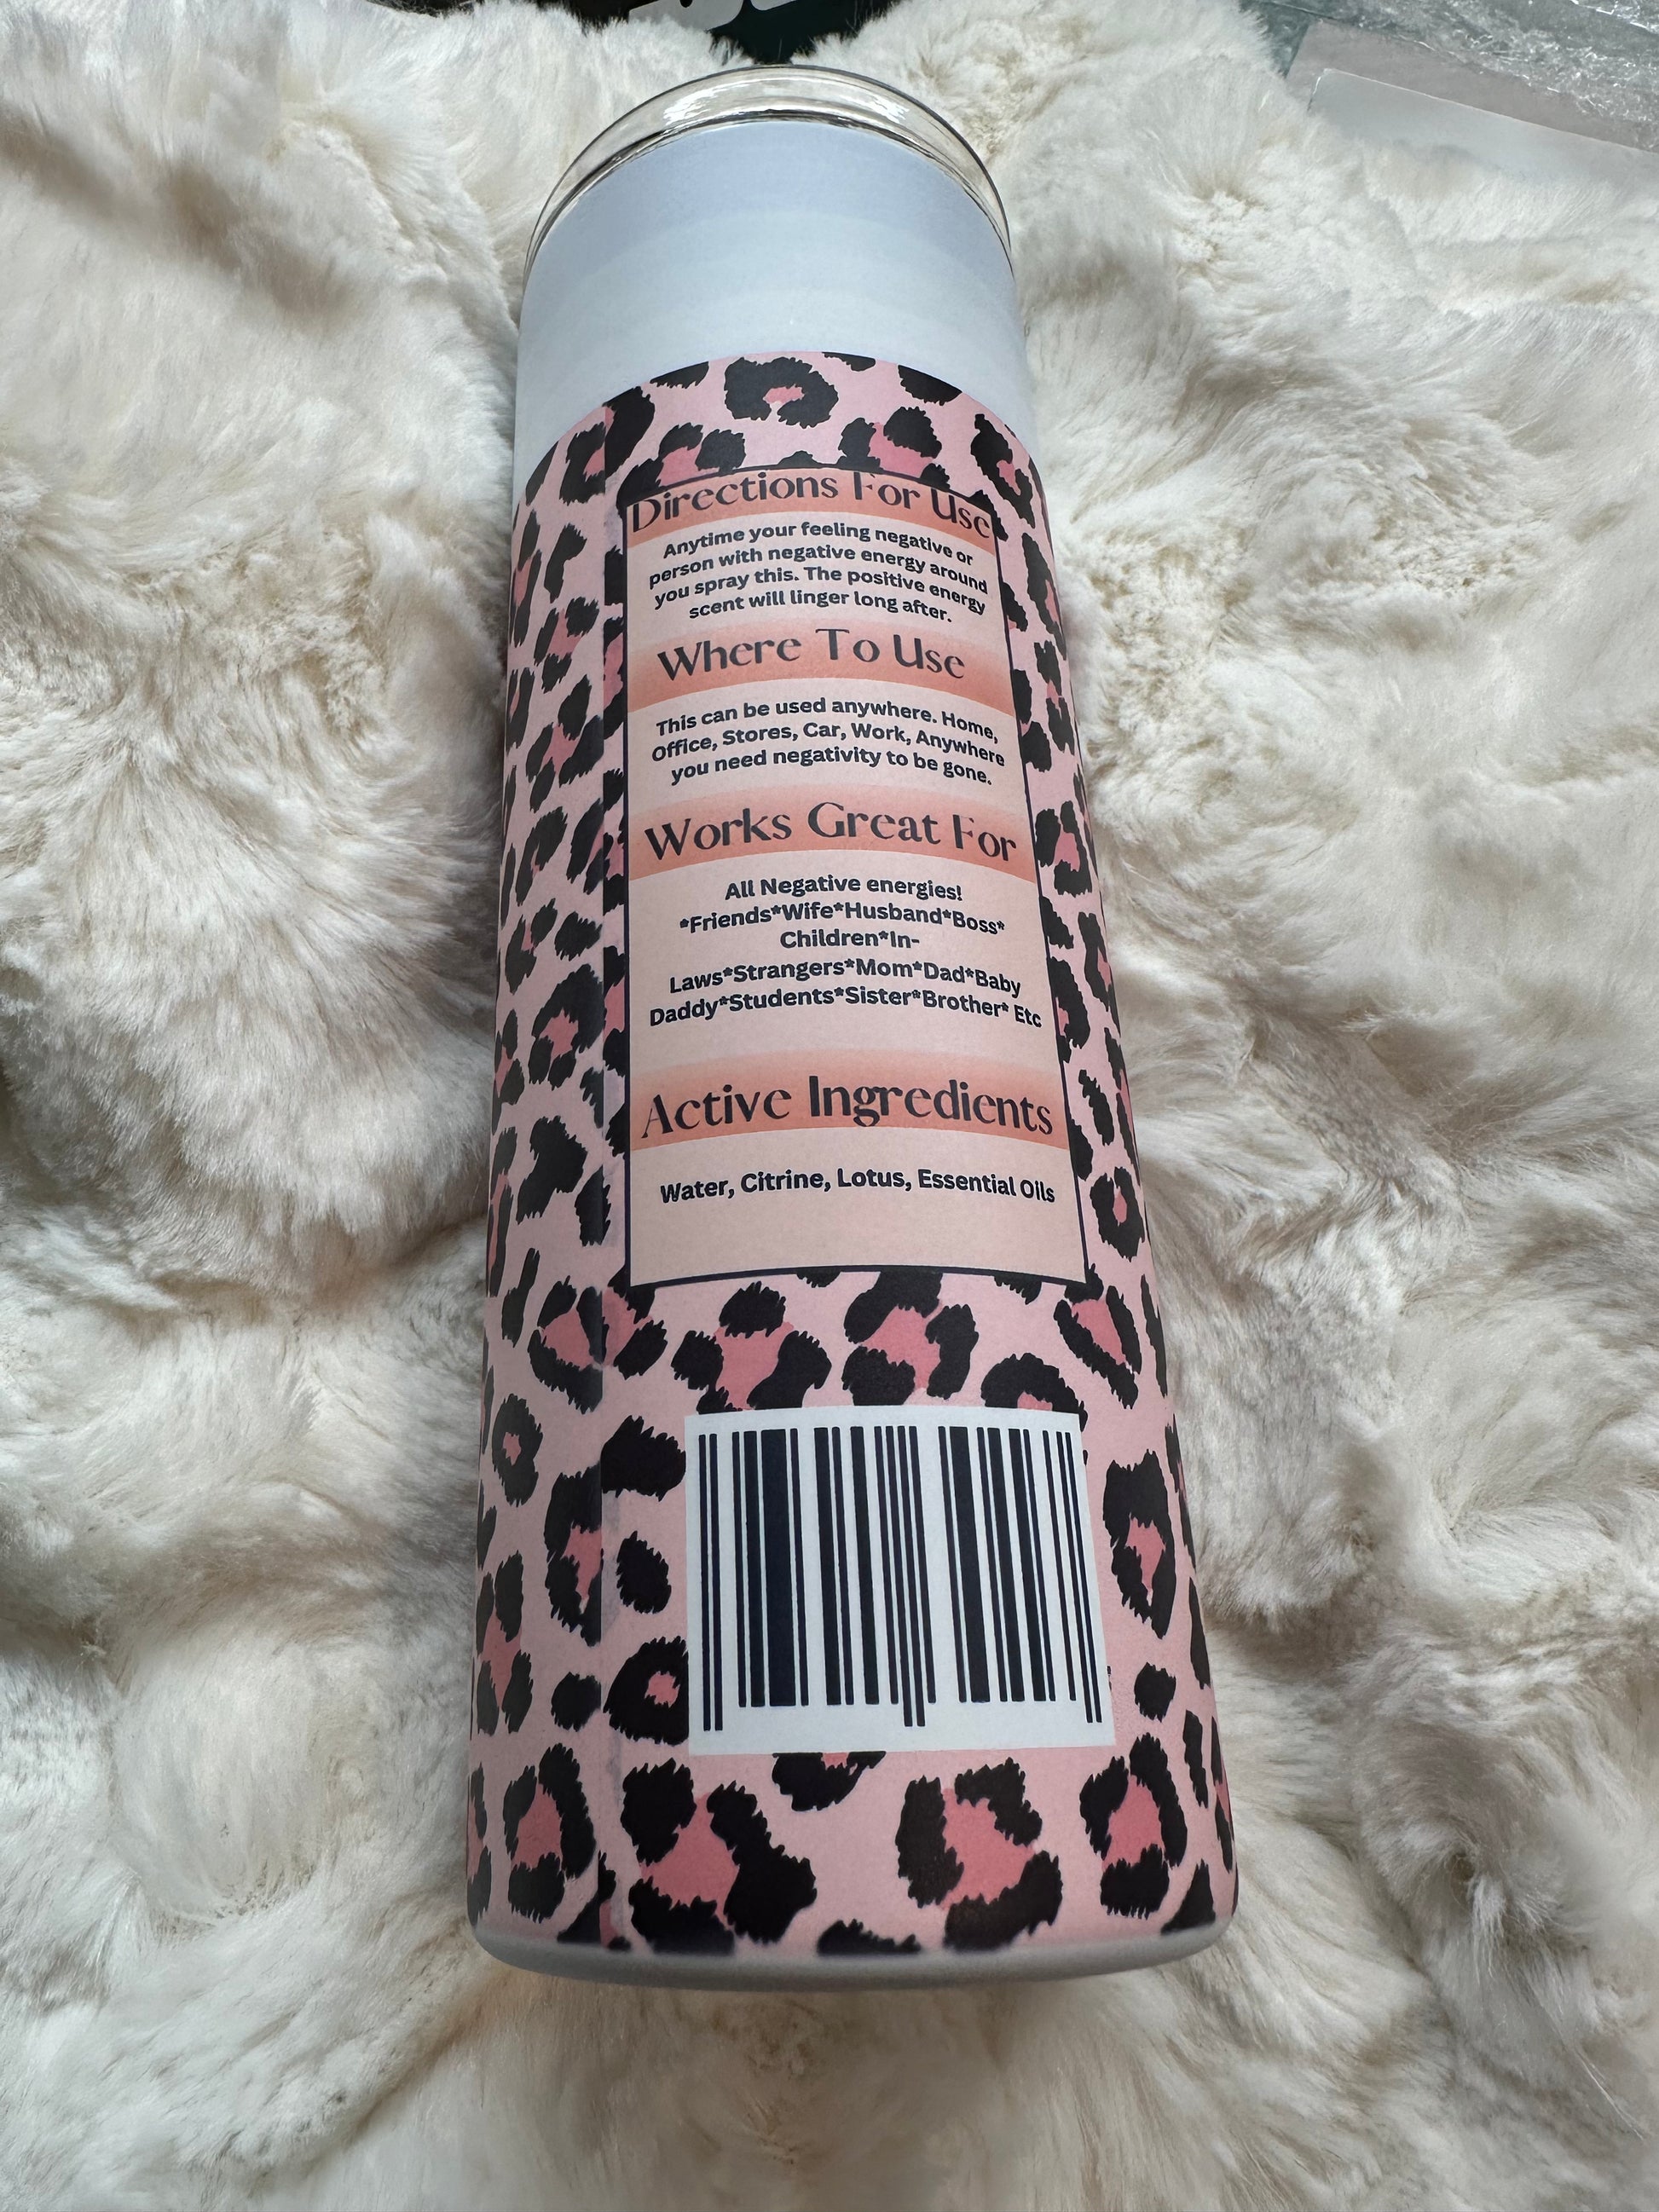 Directions For Use
Anytime your feeling negative or
person with negative energy around
you spray this. The positive energy
scent will linger long after.
Where To Use
This can be used anywhere. Home,
Office, Stores, Car, Work, Anywhere
you need negativity to be gone.
Works Great For
All Negative energies!
*Friends*Wife*Husband*Boss*
Children*In-
Laws*Strangers*Mom*Dad*Baby
Daddy*Students*Sister*Brother* Etc
Active Ingredients
Water, Citrine, Lotus, Essential Oils